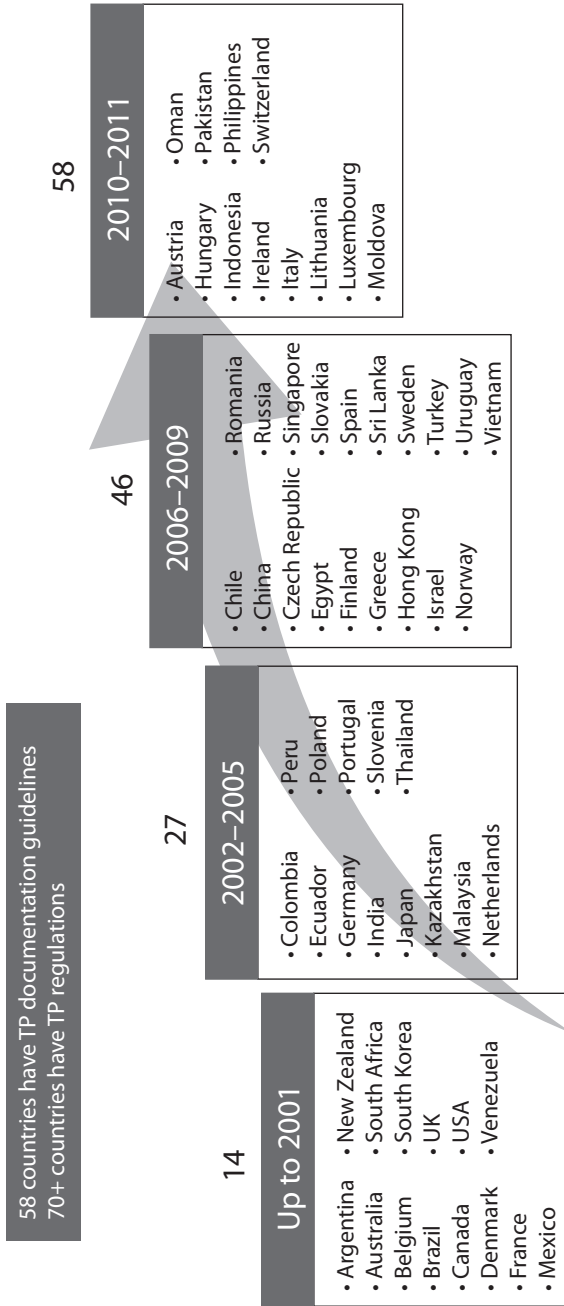 58 countries have TP documentation guidelines
70+ countries have TP regulations
14
Up to 2001
• Argentina
• Australia
• Belgium
• Brazil
• Canada
• Denmark
• France
• Mexico
• New Zealand
• South Africa
• South Korea
• UK
• USA
• Venezuela
27
2002–2005
• Colombia
• Ecuador
• Germany
• India
• Japan
• Kazakhstan
• Malaysia
• Netherlands
• Peru
• Poland
• Portugal
• Slovenia
• Thailand
46
2006–2009
• Chile
• China
• Czech Republic
• Egypt
• Finland
• Greece
• Hong Kong
• Israel
• Norway
• Romania
• Russia
• Singapore
• Slovakia
• Spain
• Sri Lanka
• Sweden
• Turkey
• Uruguay
• Vietnam
58
2010–2011
• Austria
• Hungary
• Indonesia
• Ireland
• Italy
• Lithuania
• Luxembourg
• Moldova
• Oman
• Pakistan
• Philippines
• Switzerland